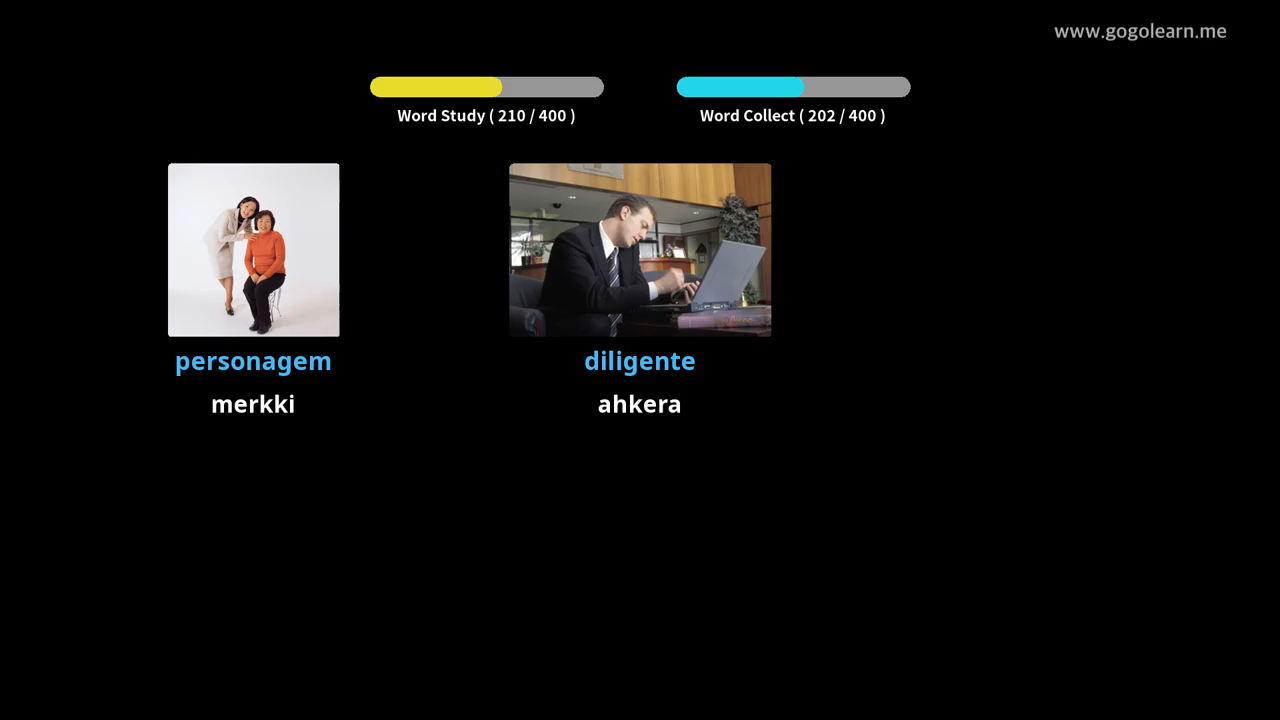 www.gogolearn.me
Word Study ( 210 / 400 )
Word Collect ( 202 / 400 )
personagem
merkki
diligente
ahkera